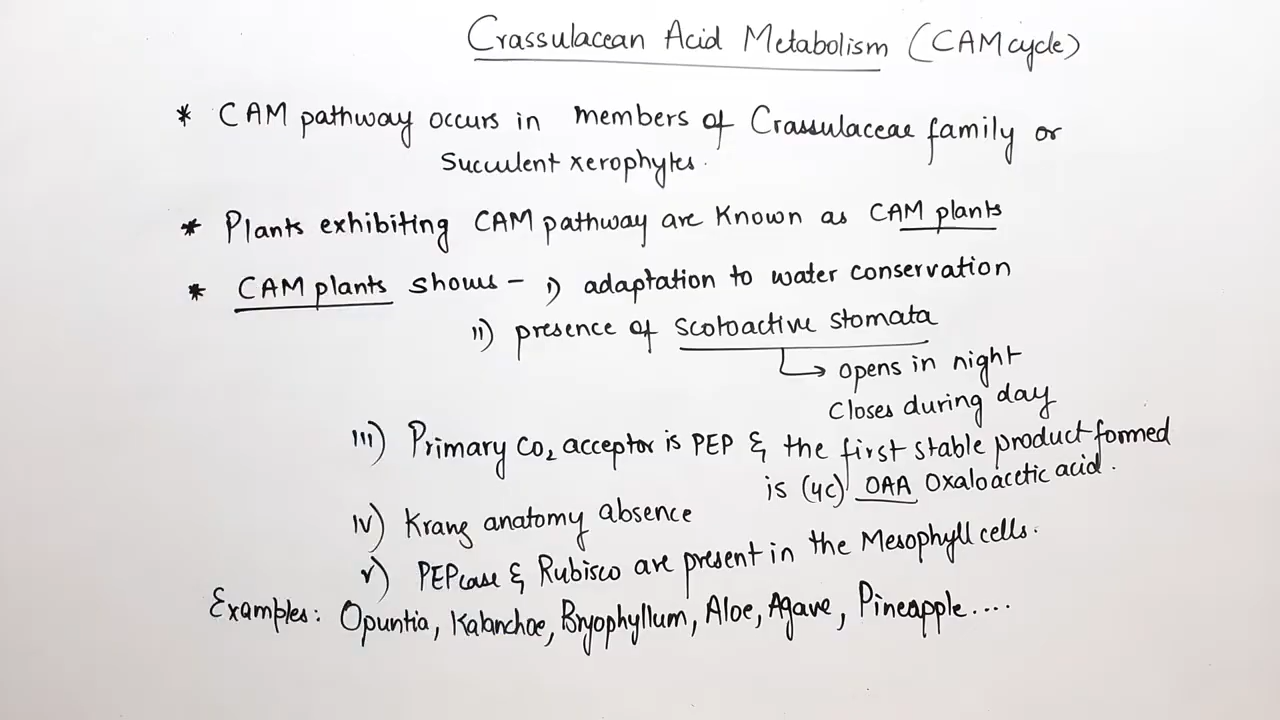 Crassulacean Acid Metabolism (CAM cycle)
* CAM pathway occurs in members of Crassulaceae family or
Succulent xerophytes.
* Plants exhibiting CAM pathway are Known as CAM plants
* CAM plants shows - i) adaptation to water conservation
ii) presence of scotoactive stomata
→ opens in night
Closes during day
iii) Primary CO₂ acceptor is PEP & the first stable product formed
is (4c) OAA Oxaloacetic acid.
iv) Kranz anatomy absence
v) PEPcase & Rubisco are present in the Mesophyll cells.
Examples: Opuntia, Kalanchoe, Bryophyllum, Aloe, Agave, Pineapple....